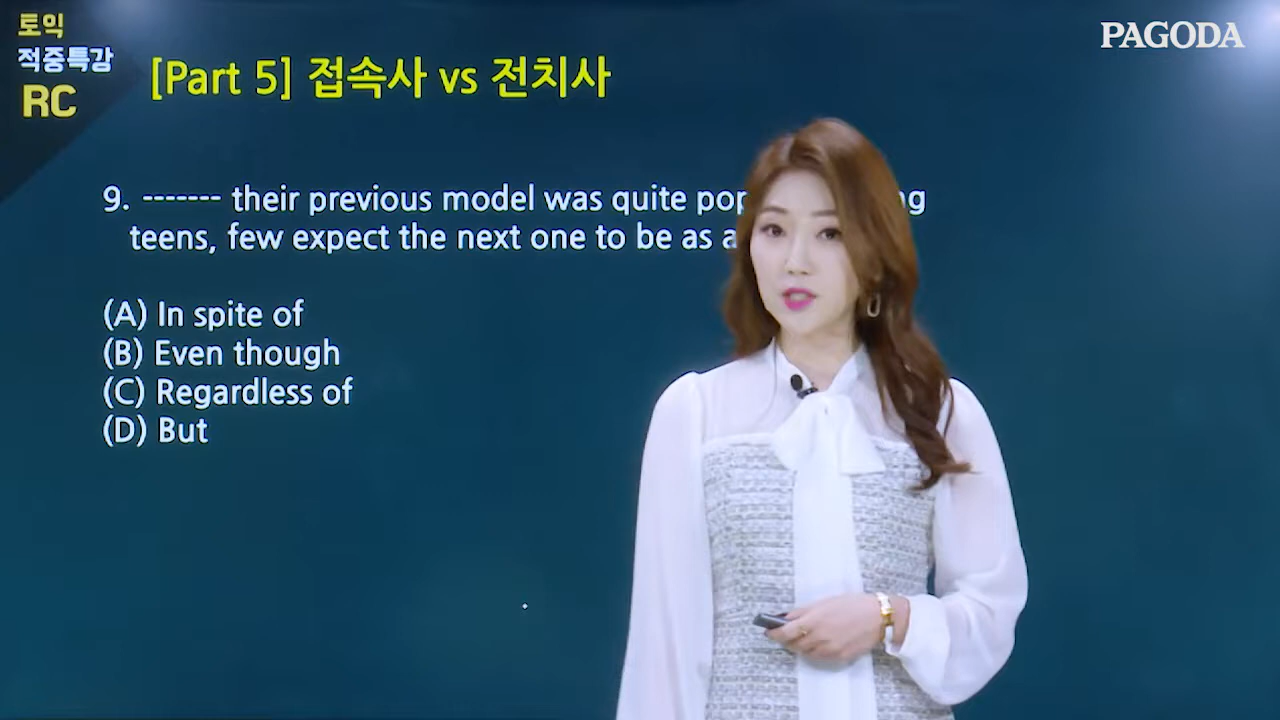 토익
적중특강
RC
PAGODA
[Part 5] 접속사 vs 전치사
9. ------- their previous model was quite
teens, few expect the next one to be as
(A) In spite of
(B) Even though
(C) Regardless of
(D) But